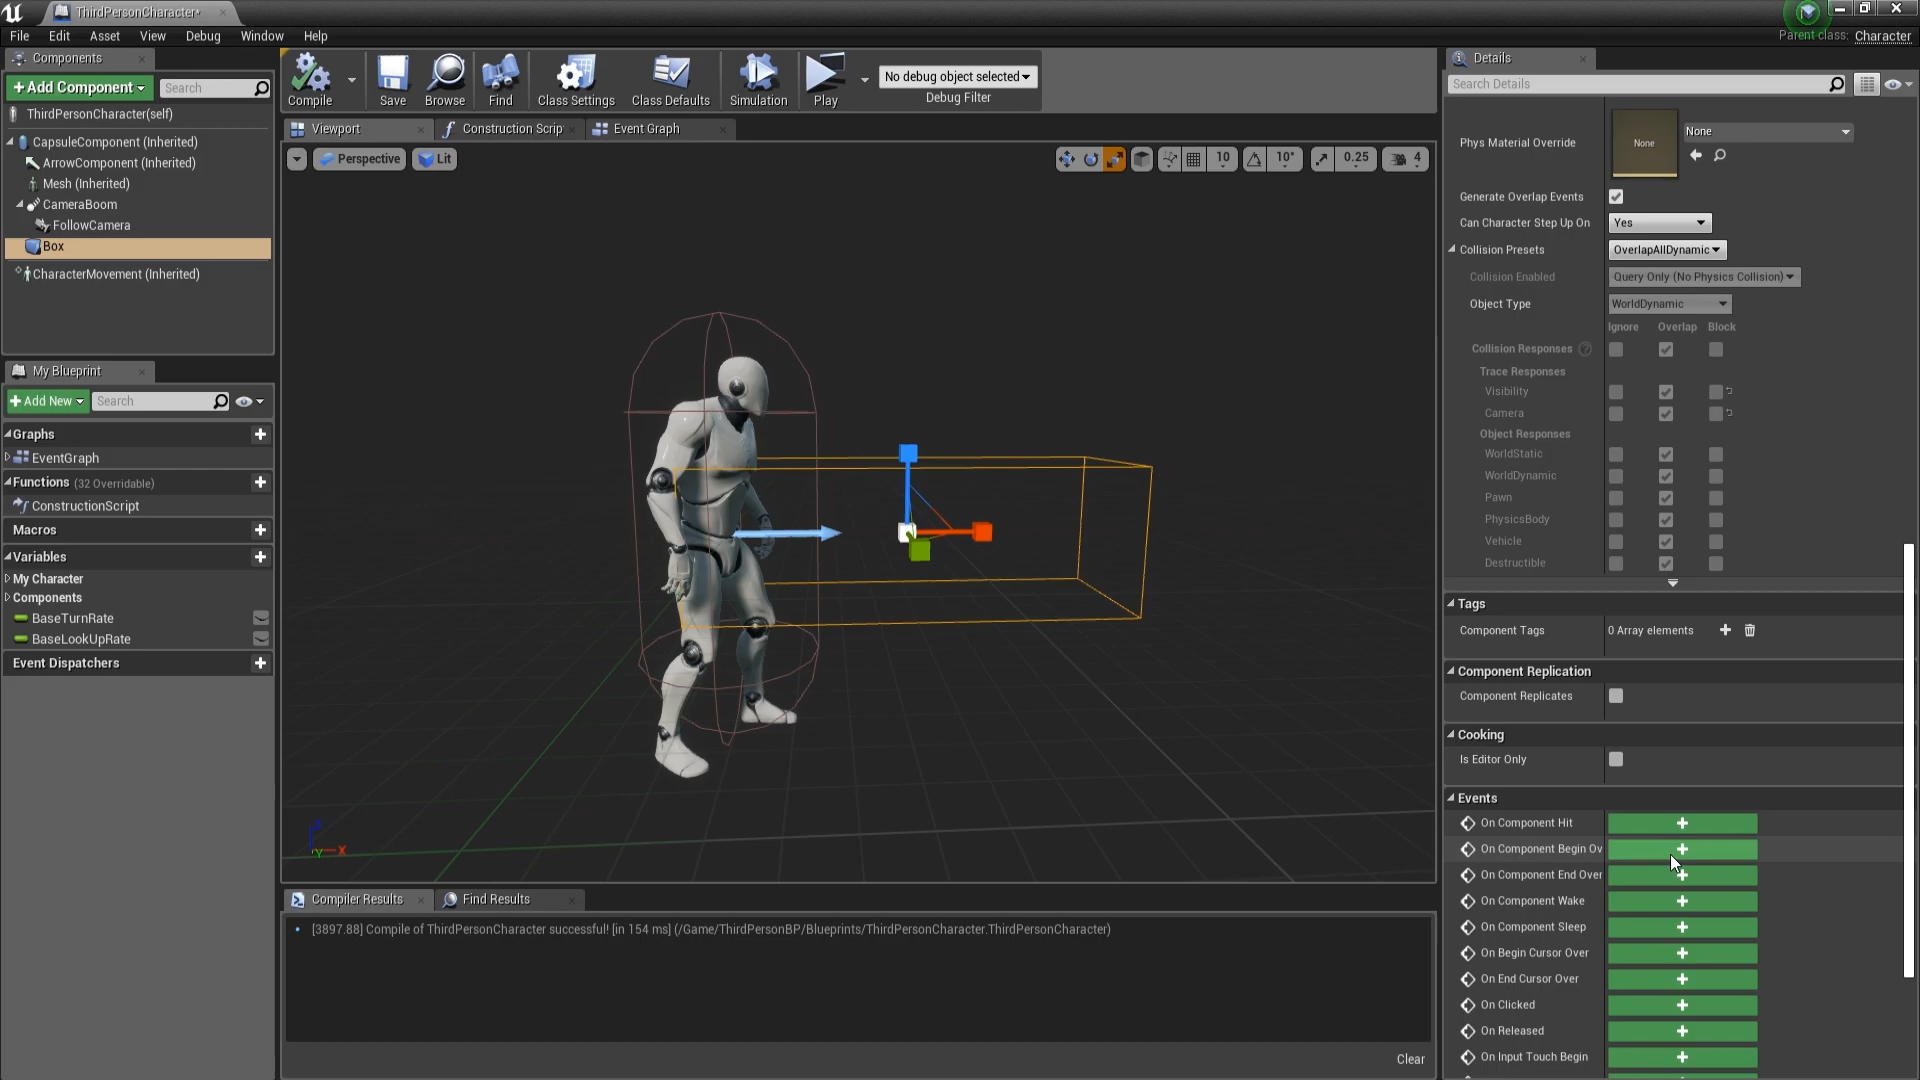 ThirdPersonCharacter*
File Edit Asset View Debug Window Help
Parent class: Character
Components
+Add Component
Search
ThirdPersonCharacter(self)
CapsuleComponent (Inherited)
ArrowComponent (Inherited)
Mesh (Inherited)
CameraBoom
FollowCamera
Box
CharacterMovement (Inherited)
My Blueprint
+Add New
Search
Graphs
EventGraph
Functions (32 Overridable)
ConstructionScript
Macros
Variables
My Character
Components
BaseTurnRate
BaseLookUpRate
Event Dispatchers
Compile Save Browse Find Class Settings Class Defaults Simulation Play
No debug object selected
Debug Filter
Viewport Construction Scrip Event Graph
Perspective Lit
10 10° 0.25 4
X Y
Compiler Results Find Results
[3897.88] Compile of ThirdPersonCharacter successful! [in 154 ms] (/Game/ThirdPersonBP/Blueprints/ThirdPersonCharacter.ThirdPersonCharacter)
Clear
Details
Search Details
Phys Material Override None None
Generate Overlap Events
Can Character Step Up On Yes
Collision Presets OverlapAllDynamic
Collision Enabled Query Only (No Physics Collision)
Object Type WorldDynamic
Ignore Overlap Block
Collision Responses ?
Trace Responses
Visibility
Camera
Object Responses
WorldStatic
WorldDynamic
Pawn
PhysicsBody
Vehicle
Destructible
Tags
Component Tags 0 Array elements
Component Replication
Component Replicates
Cooking
Is Editor Only
Events
On Component Hit
On Component Begin Ov
On Component End Over
On Component Wake
On Component Sleep
On Begin Cursor Over
On End Cursor Over
On Clicked
On Released
On Input Touch Begin